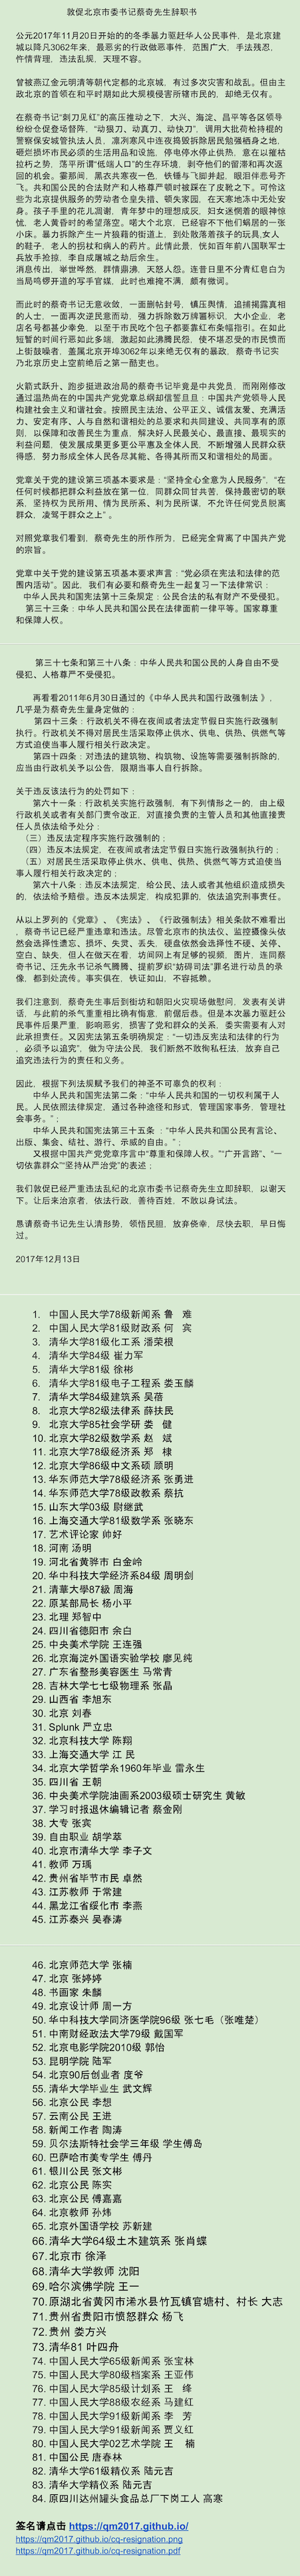 敦促北京市委书记蔡奇先生辞职书
公元2017年11月20日开始的的冬季暴力驱赶华人公民事件，是北京建
城以降凡3062年来，最恶劣的行政做恶事件，范围广大，手法残忍，
忤情背理，违法乱规，天理不容。
曾被燕辽金元明清等朝代定都的北京城，有过多次灾害和战乱。但由主
政北京的首领在和平时期如此大规模侵害所辖市民的，却绝无仅有。
在蔡奇书记“刺刀见红”的高压推动之下，大兴、海淀、昌平等各区领导
纷纷仓促登场督阵，“动狠刀、动真刀、动快刀”，调用大批荷枪持棍的
警察保安城管执法人员，凛冽寒风中连夜捣毁拆除居民勉强栖身之地，
砸烂损坏市民必须的生活用品和设施，停电停水停止供热。意在以摧枯
拉朽之势，荡平所谓“低端人口”的生存环境，剥夺他们的留滞和再次返
回的机会。霎那间，黑衣共寒夜一色，铁锤与飞脚并起，眼泪伴悲号齐
飞。共和国公民的合法财产和人格尊严顿时被踩在了皮靴之下。可怜这
些为北京提供服务的劳动者仓皇失措、顿失家园，在天寒地冻中无处安
身。孩子手里的花儿凋谢，青年梦中的理想成灰，妇女迷惘着的眼神惊
怵，老人黄昏时的希望落空。喏大个北京，已经容不下他们蜗居的一张
小床。暴力拆除产生一片狼藉的街道上，到处散落着孩子的玩具,女人
的鞋子，老人的拐杖和病人的药片。此情此景，恍如百年前八国联军士
兵放手抢掠，李自成屠城之劫后余生。
消息传出，举世哗然，群情鼎沸，天怒人怨。连昔日里不分青红皂白为
当局鸣锣开道的写手官媒，此时也难掩不满，颇有微词。
而此时的蔡奇书记无意收敛，一面删帖封号，镇压舆情，追捕揭露真相
的人士，一面再次逆民意而动，强力拆除数万牌匾标识，大小企业，老
店名号都甚少幸免，以至于市民吃个包子都要靠红布条幅指引。在如此
短暂的时间行恶如此多端，激起如此沸腾民怨，使不堪忍受的市民愤而
上街鼓噪者，盖属北京开埠3062年以来绝无仅有的暴政，蔡奇书记实
乃北京历史上空前绝后之第一酷吏也。
火箭式跃升、跑步挺进政治局的蔡奇书记毕竟是中共党员，而刚刚修改
通过温热尚在的中国共产党党章总纲却信誓旦旦：中国共产党领导人民
构建社会主义和谐社会。按照民主法治、公平正义、诚信友爱、充满活
力、安定有序、人与自然和谐相处的总要求和共同建设、共同享有的原
则，以保障和改善民生为重点，解决好人民最关心、最直接、最现实的
利益问题，使发展成果更多更公平惠及全体人民，不断增强人民群众获
得感，努力形成全体人民各尽其能、各得其所而又和谐相处的局面。
党章关于党的建设第三项基本要求是：“坚持全心全意为人民服务”，“在
任何时候都把群众利益放在第一位，同群众同甘共苦，保持最密切的联
系，坚持权为民所用、情为民所系、利为民所谋，不允许任何党员脱离
群众，凌驾于群众之上” 。
对照党章我们看到，蔡奇先生的所作所为，已经完全背离了中国共产党
的宗旨。
党章中关于党的建设第五项基本要求声言：“党必须在宪法和法律的范
围内活动”。因此，我们有必要和蔡奇先生一起复习一下法律常识：
中华人民共和国宪法第十三条规定：公民合法的私有财产不受侵犯。
第三十三条：中华人民共和国公民在法律面前一律平等。国家尊重
和保障人权。
第三十七条和第三十八条：中华人民共和国公民的人身自由不受
侵犯、人格尊严不受侵犯。
再看看2011年6月30日通过的《中华人民共和国行政强制法 》，
几乎是为蔡奇先生量身定做的：
第四十三条：行政机关不得在夜间或者法定节假日实施行政强制
执行。行政机关不得对居民生活采取停止供水、供电、供热、供燃气等
方式迫使当事人履行相关行政决定。
第四十四条：对违法的建筑物、构筑物、设施等需要强制拆除的，
应当由行政机关予以公告，限期当事人自行拆除。
关于违反该法行为的处罚如下：
第六十一条：行政机关实施行政强制，有下列情形之一的，由上级
行政机关或者有关部门责令改正，对直接负责的主管人员和其他直接责
任人员依法给予处分：
（三）违反法定程序实施行政强制的；
（四）违反本法规定，在夜间或者法定节假日实施行政强制执行的；
（五）对居民生活采取停止供水、供电、供热、供燃气等方式迫使当
事人履行相关行政决定的；
第六十八条：违反本法规定，给公民、法人或者其他组织造成损失
的，依法给予赔偿。违反本法规定，构成犯罪的，依法追究刑事责任。
从以上罗列的《党章》、《宪法》、《行政强制法》相关条款不难看出
，蔡奇书记已经严重违章和违法。尽管北京市的执法仪、监控摄像头依
然会选择性遗忘、损坏、失灵、丢失，硬盘依然会选择性不硬、关停、
空白、缺失，但人在做天在看，坊间网上有足够的视频，图片，连同蔡
奇书记、汪先永书记杀气腾腾、提前罗织“妨碍司法”罪名进行动员的录
像，都到处流传。事实俱在，铁证如山，不容抵赖。
我们注意到，蔡奇先生事后到街坊和朝阳火灾现场做慰问，发表有关讲
话，与此前的杀气重重相比确有悔意，前倨后恭。但是本次暴力驱赶公
民事件后果严重，影响恶劣，损害了党和群众的关系，委实需要有人对
此承担责任。又因宪法第五条明确规定：“一切违反宪法和法律的行为
，必须予以追究”，做为守法公民，我们断然不敢徇私枉法，放弃自己
追究违法行为的责任和义务。
因此，根据下列法规赋予我们的神圣不可辜负的权利：
中华人民共和国宪法第二条：“中华人民共和国的一切权利属于人
民。人民依照法律规定，通过各种途径和形式，管理国家事务，管理社
会事务。”；
中华人民共和国宪法第三十五条 ：“中华人民共和国公民有言论、
出版、集会、结社、游行、示威的自由。”；
又根据中国共产党党章序言中“尊重和保障人权。”“广开言路”、“一
切依靠群众”“坚持从严治党”的表述；
我们敦促已经严重违法乱纪的北京市委书记蔡奇先生立即辞职，以谢天
下。让后来治京者，依法行政，善待百姓，不敢以身试法。
恳请蔡奇书记先生认清形势，领悟民胆，放弃侥幸，尽快去职，早日悔
过。
2017年12月13日
1. 中国人民大学78级新闻系 鲁 难
2. 中国人民大学81级财政系 何 宾
3. 清华大学81级化工系 潘荣根
4. 清华大学84级 崔力军
5. 清华大学81级 徐彬
6. 清华大学81级电子工程系 娄玉麟
7. 清华大学84级建筑系 吴蓓
8. 北京大学82级法律系 薛扶民
9. 北京大学85社会学研 娄 健
10. 北京大学82级数学系 赵 斌
11. 北京大学78级经济系 郑 棣
12. 北京大学86级中文系硕 顾明
13. 华东师范大学78级经济系 张勇进
14. 华东师范大学78级政教系 蔡抗
15. 山东大学03级 尉继武
16. 上海交通大学81级数学系 张晓东
17. 艺术评论家 帅好
18. 河南 汤明
19. 河北省黄骅市 白金岭
20. 华中科技大学经济系84级 周明剑
21. 清華大學87級 周海
22. 原某部局长 杨小平
23. 北理 郑智中
24. 四川省德阳市 余白
25. 中央美术学院 王连强
26. 北京海淀外国语实验学校 廖见纯
27. 广东省整形美容医生 马常青
28. 吉林大学七七级物理系 张晶
29. 山西省 李旭东
30. 北京 刘春
31. Splunk 严立忠
32. 北京科技大学 陈翔
33. 上海交通大学 江 民
34. 北京大学哲学系1960年毕业 雷永生
35. 四川省 王朝
36. 中央美术学院油画系2003级硕士研究生 黄敏
37. 学习时报退休编辑记者 蔡金刚
38. 大专 张宾
39. 自由职业 胡学萃
40. 北京市清华大学 李子文
41. 教师 万瑀
42. 贵州省毕节市民 卓然
43. 江苏教师 于常建
44. 黑龙江省绥化市 李燕
45. 江苏泰兴 吴春涛
46. 北京师范大学 张楠
47. 北京 张婷婷
48. 书画家 朱麟
49. 北京设计师 周一方
50. 华中科技大学同济医学院96级 张七毛（张唯楚）
51. 中南财经政法大学79级 戴国军
52. 北京电影学院2010级 郭怡
53. 昆明学院 陆军
54. 北京90后创业者 度爷
55. 清华大学毕业生 武文辉
56. 北京公民 李想
57. 云南公民 王进
58. 新闻工作者 陶涛
59. 贝尔法斯特社会学三年级 学生傅岛
60. 巴萨哈市美专学生 傅丹
61. 银川公民 张文彬
62. 北京公民 陈实
63. 北京公民 傅嘉嘉
64. 北京教师 孙炜
65. 北京外国语学校 苏新建
66. 清华大学64级土木建筑系 张肖蝶
67. 北京市 徐泽
68. 清华大学教师 沈阳
69. 哈尔滨佛学院 王一
70. 原湖北省黄冈市浠水县竹瓦镇官塘村、村长 大志
71. 贵州省贵阳市愤怒群众 杨飞
72. 贵州 娄方兴
73. 清华81 叶四舟
74. 中国人民大学65级新闻系 张宝林
75. 中国人民大学80级档案系 王亚伟
76. 中国人民大学85级计划系 王 绛
77. 中国人民大学88级农经系 马建红
78. 中国人民大学91级新闻系 李 芳
79. 中国人民大学91级新闻系 贾义红
80. 中国人民大学02艺术学院 王 楠
81. 中国公民 唐春林
82. 清华大学61级精仪系 陆元吉
83. 清华大学精仪系 陆元吉
84. 原四川达州罐头食品总厂下岗工人 高寒
签名请点击 https://qm2017.github.io/
https://qm2017.github.io/cq-resignation.png
https://qm2017.github.io/cq-resignation.pdf